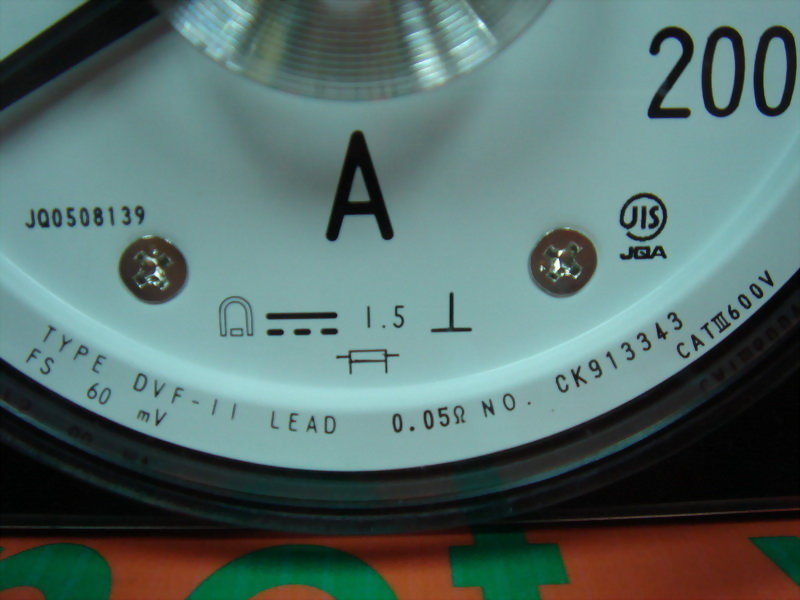 200
A
JQ0508139
JIS
JQA
1.5
TYPE DVF-11 LEAD 0.05Ω NO. CK913343
FS 60 mV
CATⅢ600V